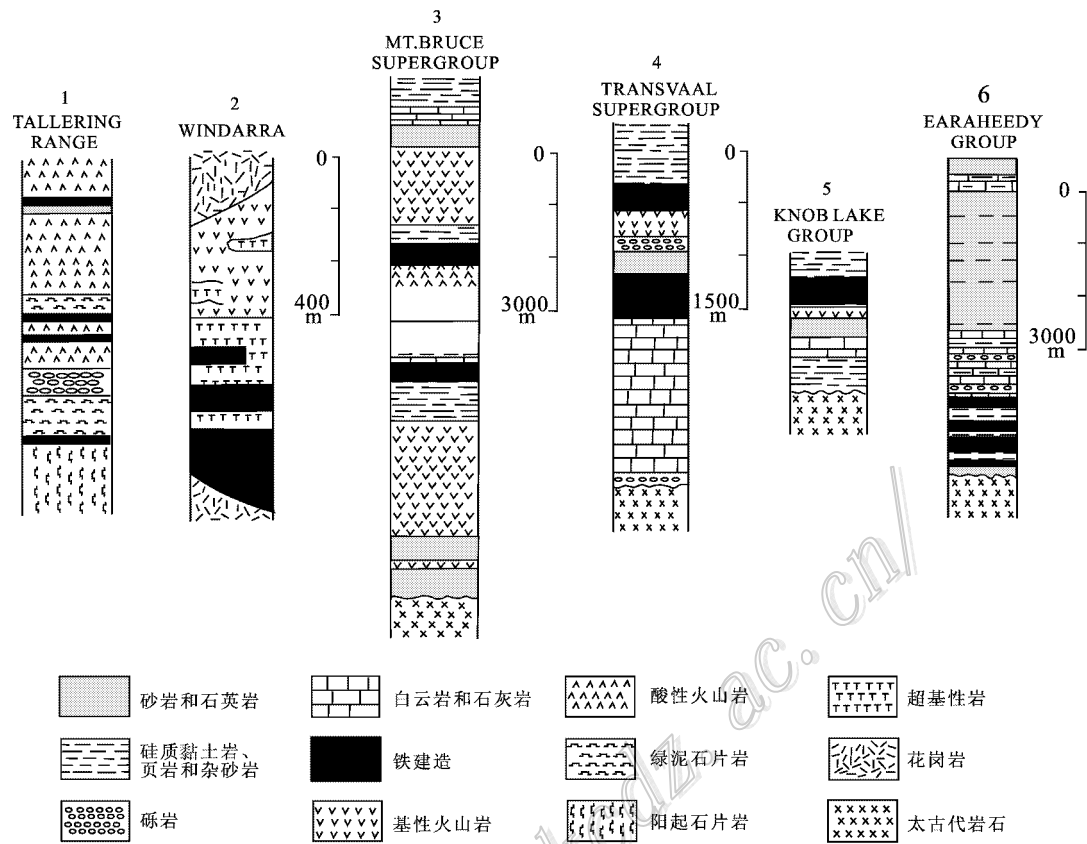 1
TALLERING
RANGE
2
WINDARRA
0
400
m
3
MT.BRUCE
SUPERGROUP
0
3000
m
4
TRANSVAAL
SUPERGROUP
0
1500
m
5
KNOB LAKE
GROUP
6
EARAHEEDY
GROUP
0
3000
m
砂岩和石英岩
白云岩和石灰岩
酸性火山岩
超基性岩
硅质黏土岩、
页岩和杂砂岩
铁建造
绿泥石片岩
花岗岩
砾岩
基性火山岩
阳起石片岩
太古代岩石
kcdz.ac.cn/